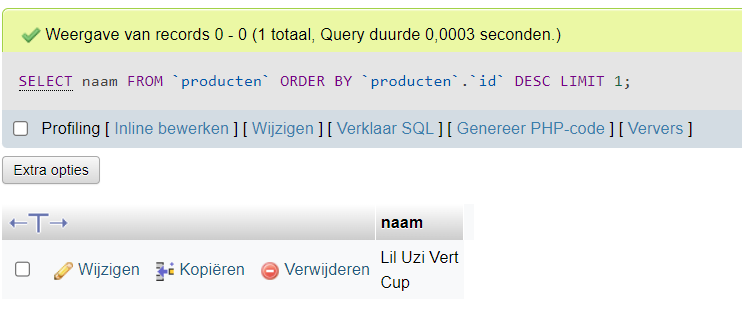 Weergave van records 0 - 0 (1 totaal, Query duurde 0,0003 seconden.)
SELECT naam FROM `producten` ORDER BY `producten`.`id` DESC LIMIT 1;
Profiling [ Inline bewerken ] [ Wijzigen ] [ Verklaar SQL ] [ Genereer PHP-code ] [ Ververs ]
Extra opties
←T→ naam
Wijzigen Kopiëren Verwijderen Lil Uzi Vert
Cup